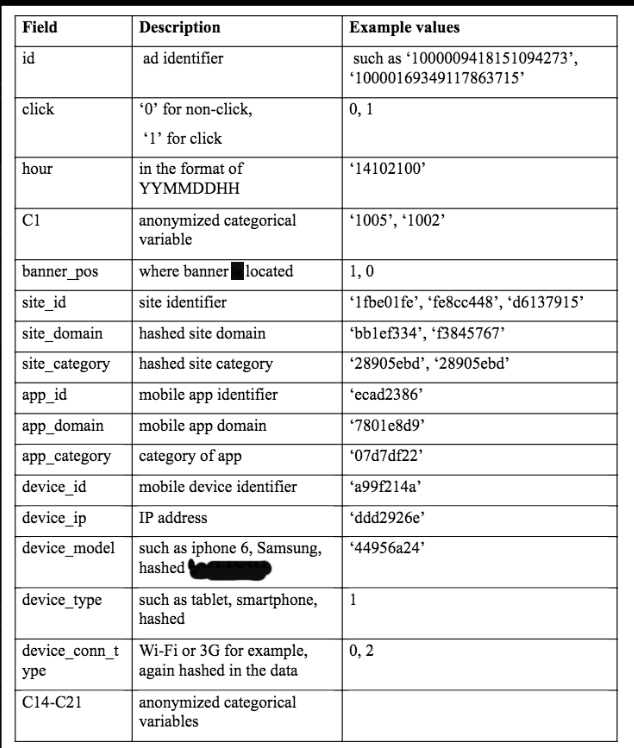 Field Description Example values
id ad identifier such as ‘1000009418151094273’,
‘10000169349117863715’
click ‘0’ for non-click, 0, 1
‘1’ for click
hour in the format of ‘14102100’
YYMMDDHH
C1 anonymized categorical ‘1005’, ‘1002’
variable
banner_pos where banner located 1, 0
site_id site identifier ‘1fbe01fe’, ‘fe8cc448’, ‘d6137915’
site_domain hashed site domain ‘bb1ef334’, ‘f3845767’
site_category hashed site category ‘28905ebd’, ‘28905ebd’
app_id mobile app identifier ‘ecad2386’
app_domain mobile app domain ‘7801e8d9’
app_category category of app ‘07d7df22’
device_id mobile device identifier ‘a99f214a’
device_ip IP address ‘ddd2926e’
device_model such as iphone 6, Samsung, ‘44956a24’
hashed
device_type such as tablet, smartphone, 1
hashed
device_conn_t Wi-Fi or 3G for example, 0, 2
ype again hashed in the data
C14-C21 anonymized categorical
variables